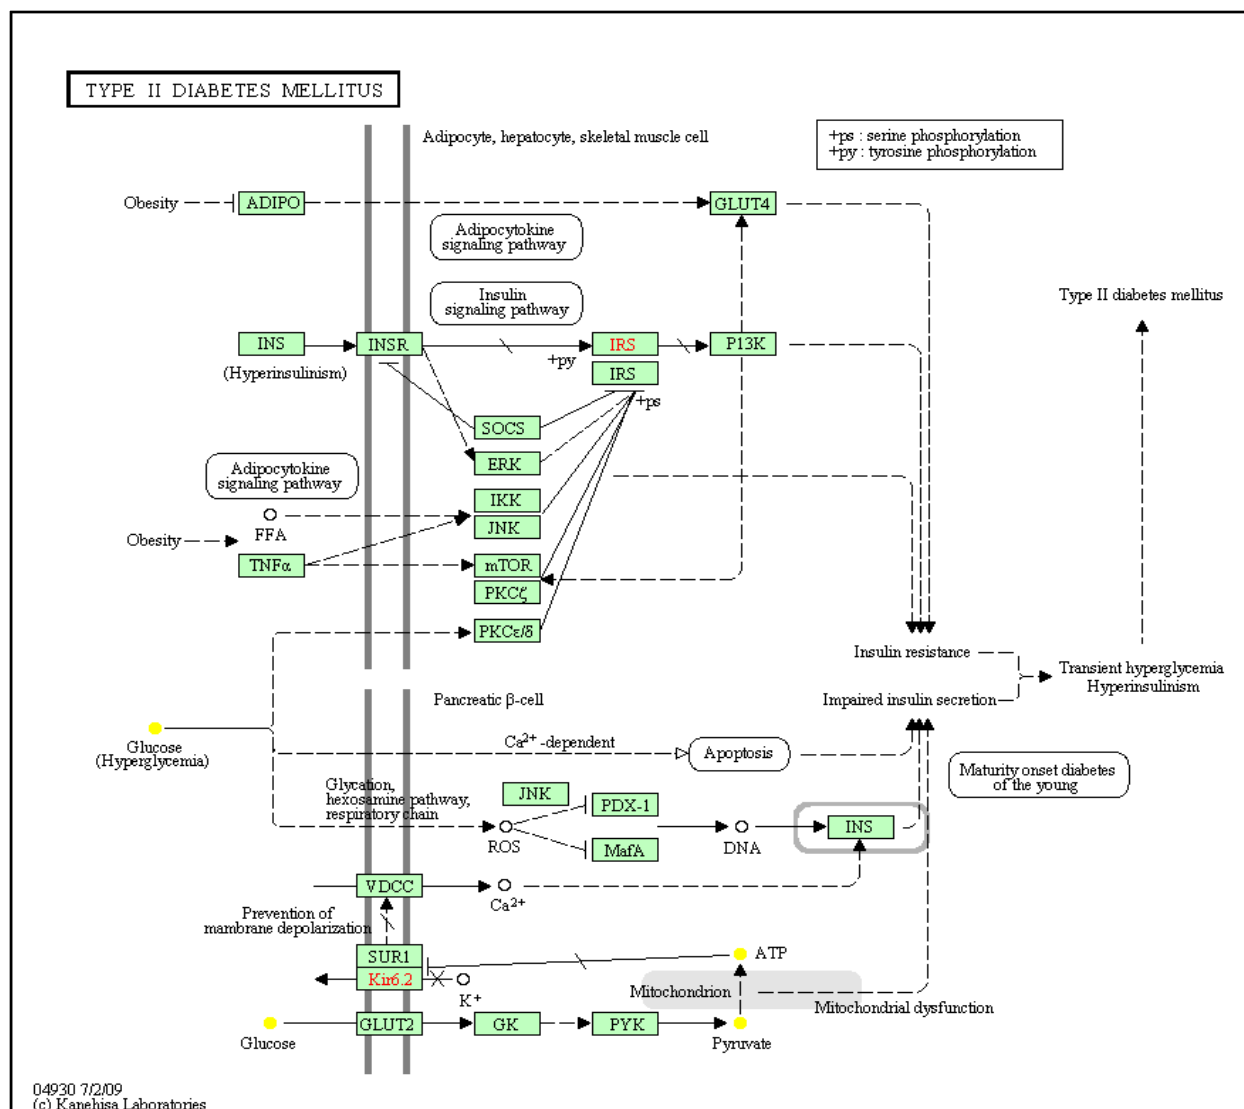 TYPE II DIABETES MELLITUS
Adipocyte, hepatocyte, skeletal muscle cell
+ps : serine phosphorylation
+py : tyrosine phosphorylation
Obesity
ADIPO
GLUT4
Adipocytokine
signaling pathway
Insulin
signaling pathway
Type II diabetes mellitus
INS
INSR
+py
IRS
P13K
(Hyperinsulinism)
IRS
+ps
SOCS
ERK
Adipocytokine
signaling pathway
IKK
FFA
JNK
Obesity
TNFα
mTOR
PKCζ
PKCε/δ
Insulin resistance
Transient hyperglycemia
Hyperinsulinism
Pancreatic β-cell
Impaired insulin secretion
Glucose
(Hyperglycemia)
Ca2+ -dependent
Apoptosis
Maturity onset diabetes
of the young
Glycation,
hexosamine pathway,
respiratory chain
JNK
PDX-1
ROS
MafA
DNA
INS
VDCC
Ca2+
Prevention of
mambrane depolarization
SUR1
ATP
Kir6.2
K+
Mitochondrion
Mitochondrial dysfunction
Glucose
GLUT2
GK
PYK
Pyruvate
04930 7/2/09
(c) Kanehisa Laboratories